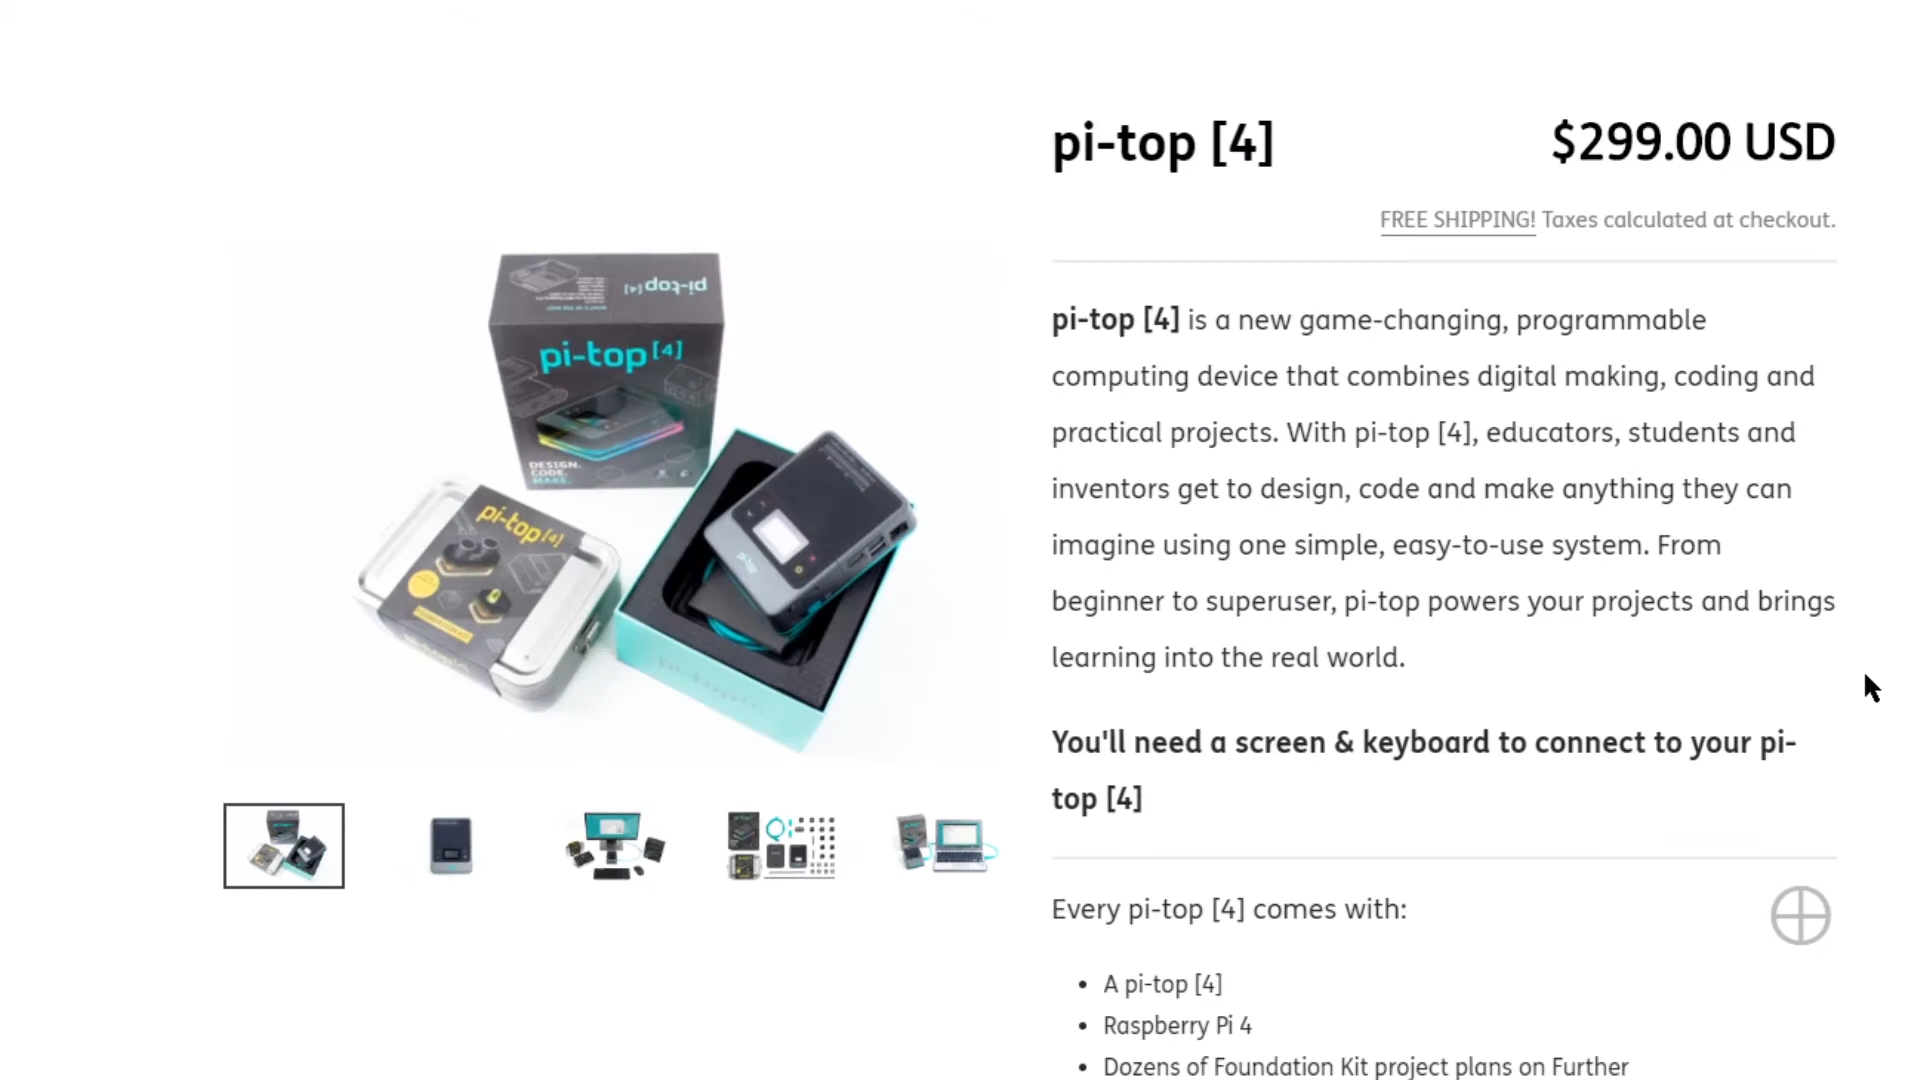 pi-top [4]
$299.00 USD
FREE SHIPPING! Taxes calculated at checkout.
pi-top [4]
pi-top [4]
DESIGN.
CODE.
MAKE.
pi-top [4]
pi-top
pi-top [4] is a new game-changing, programmable
computing device that combines digital making, coding and
practical projects. With pi-top [4], educators, students and
inventors get to design, code and make anything they can
imagine using one simple, easy-to-use system. From
beginner to superuser, pi-top powers your projects and brings
learning into the real world.
You'll need a screen & keyboard to connect to your pi-
top [4]
Every pi-top [4] comes with:
• A pi-top [4]
• Raspberry Pi 4
• Dozens of Foundation Kit project plans on Further